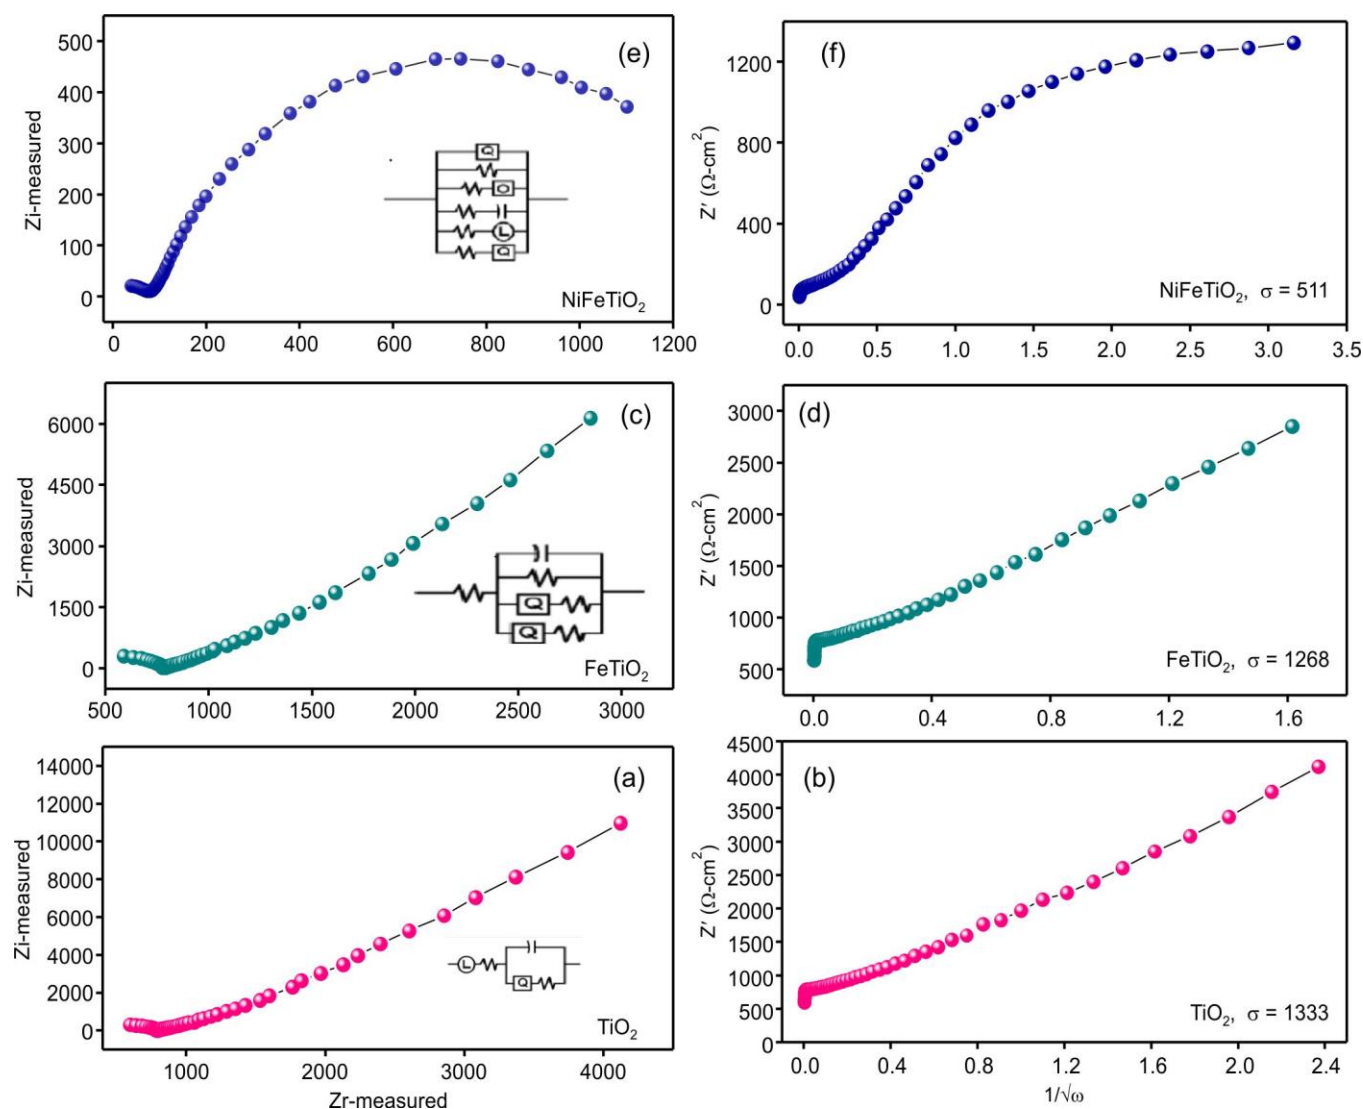 (e)
500
400
300
200
100
0
Zi-measured
Q
Q
L
Q
NiFeTiO₂
0 200 400 600 800 1000 1200
(f)
1200
800
400
0
Z′ (Ω-cm²)
NiFeTiO₂, σ = 511
0.0 0.5 1.0 1.5 2.0 2.5 3.0 3.5
(c)
6000
4500
3000
1500
0
Zi-measured
Q
Q
FeTiO₂
500 1000 1500 2000 2500 3000
(d)
3000
2500
2000
1500
1000
500
Z′ (Ω-cm²)
FeTiO₂, σ = 1268
0.0 0.4 0.8 1.2 1.6
(a)
14000
12000
10000
8000
6000
4000
2000
0
Zi-measured
L
Q
TiO₂
1000 2000 3000 4000
Zr-measured
(b)
4500
4000
3500
3000
2500
2000
1500
1000
500
0
Z′ (Ω-cm²)
TiO₂, σ = 1333
0.0 0.4 0.8 1.2 1.6 2.0 2.4
1/√ω